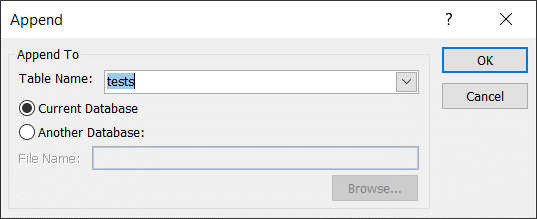 Append
?
Append To
OK
Table Name: tests
Current Database
Cancel
Another Database:
File Name:
Browse...